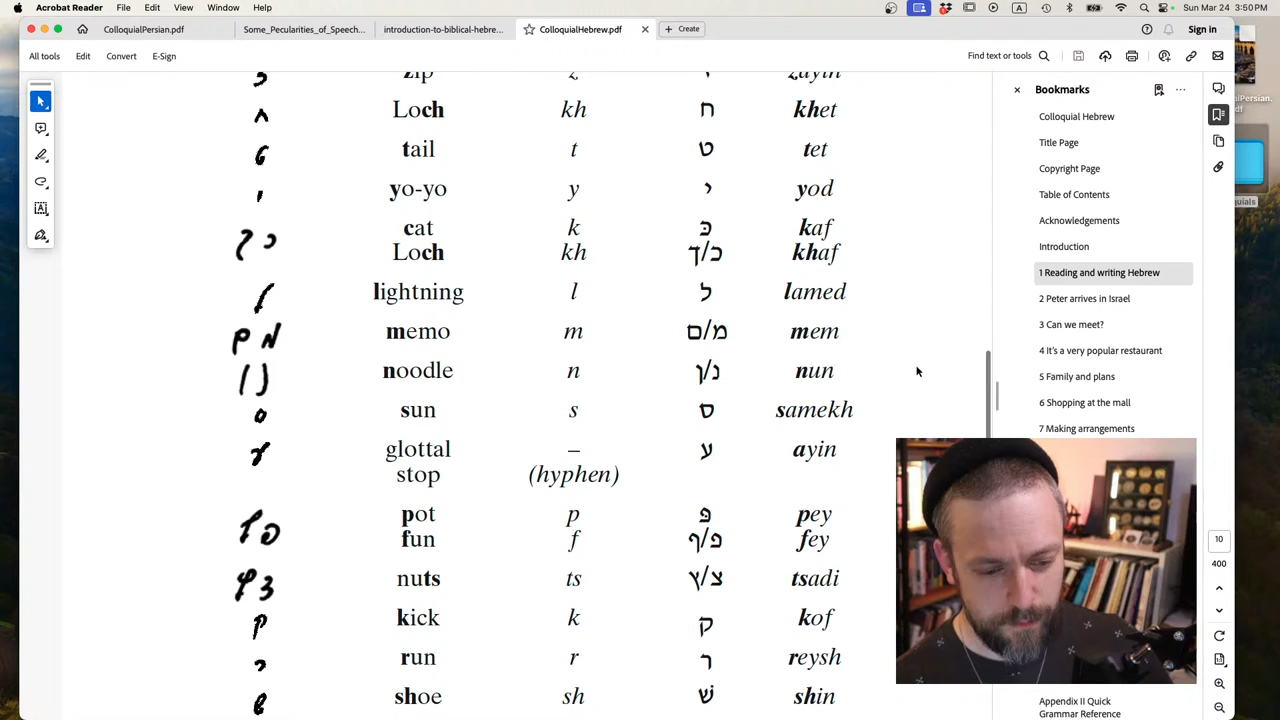 Acrobat Reader File Edit View Window Help
Sun Mar 24 3:50 PM
ColloquialPersian.pdf Some_Pecularities_of_Speech... introduction-to-biblical-hebre... ColloquialHebrew.pdf Create Sign in
All tools Edit Convert E-Sign Find text or tools
zip z ז zayin
Loch kh ח khet
tail t ט tet
yo-yo y י yod
cat k כּ kaf
Loch kh כ/ך khaf
lightning l ל lamed
memo m מ/ם mem
noodle n נ/ן nun
sun s ס samekh
glottal – ע ayin
stop (hyphen)
pot p פּ pey
fun f פ/ף fey
nuts ts צ/ץ tsadi
kick k ק kof
run r ר reysh
shoe sh שׁ shin
Bookmarks
Colloquial Hebrew
Title Page
Copyright Page
Table of Contents
Acknowledgements
Introduction
1 Reading and writing Hebrew
2 Peter arrives in Israel
3 Can we meet?
4 It's a very popular restaurant
5 Family and plans
6 Shopping at the mall
7 Making arrangements
Appendix II Quick
Grammar Reference
10
400